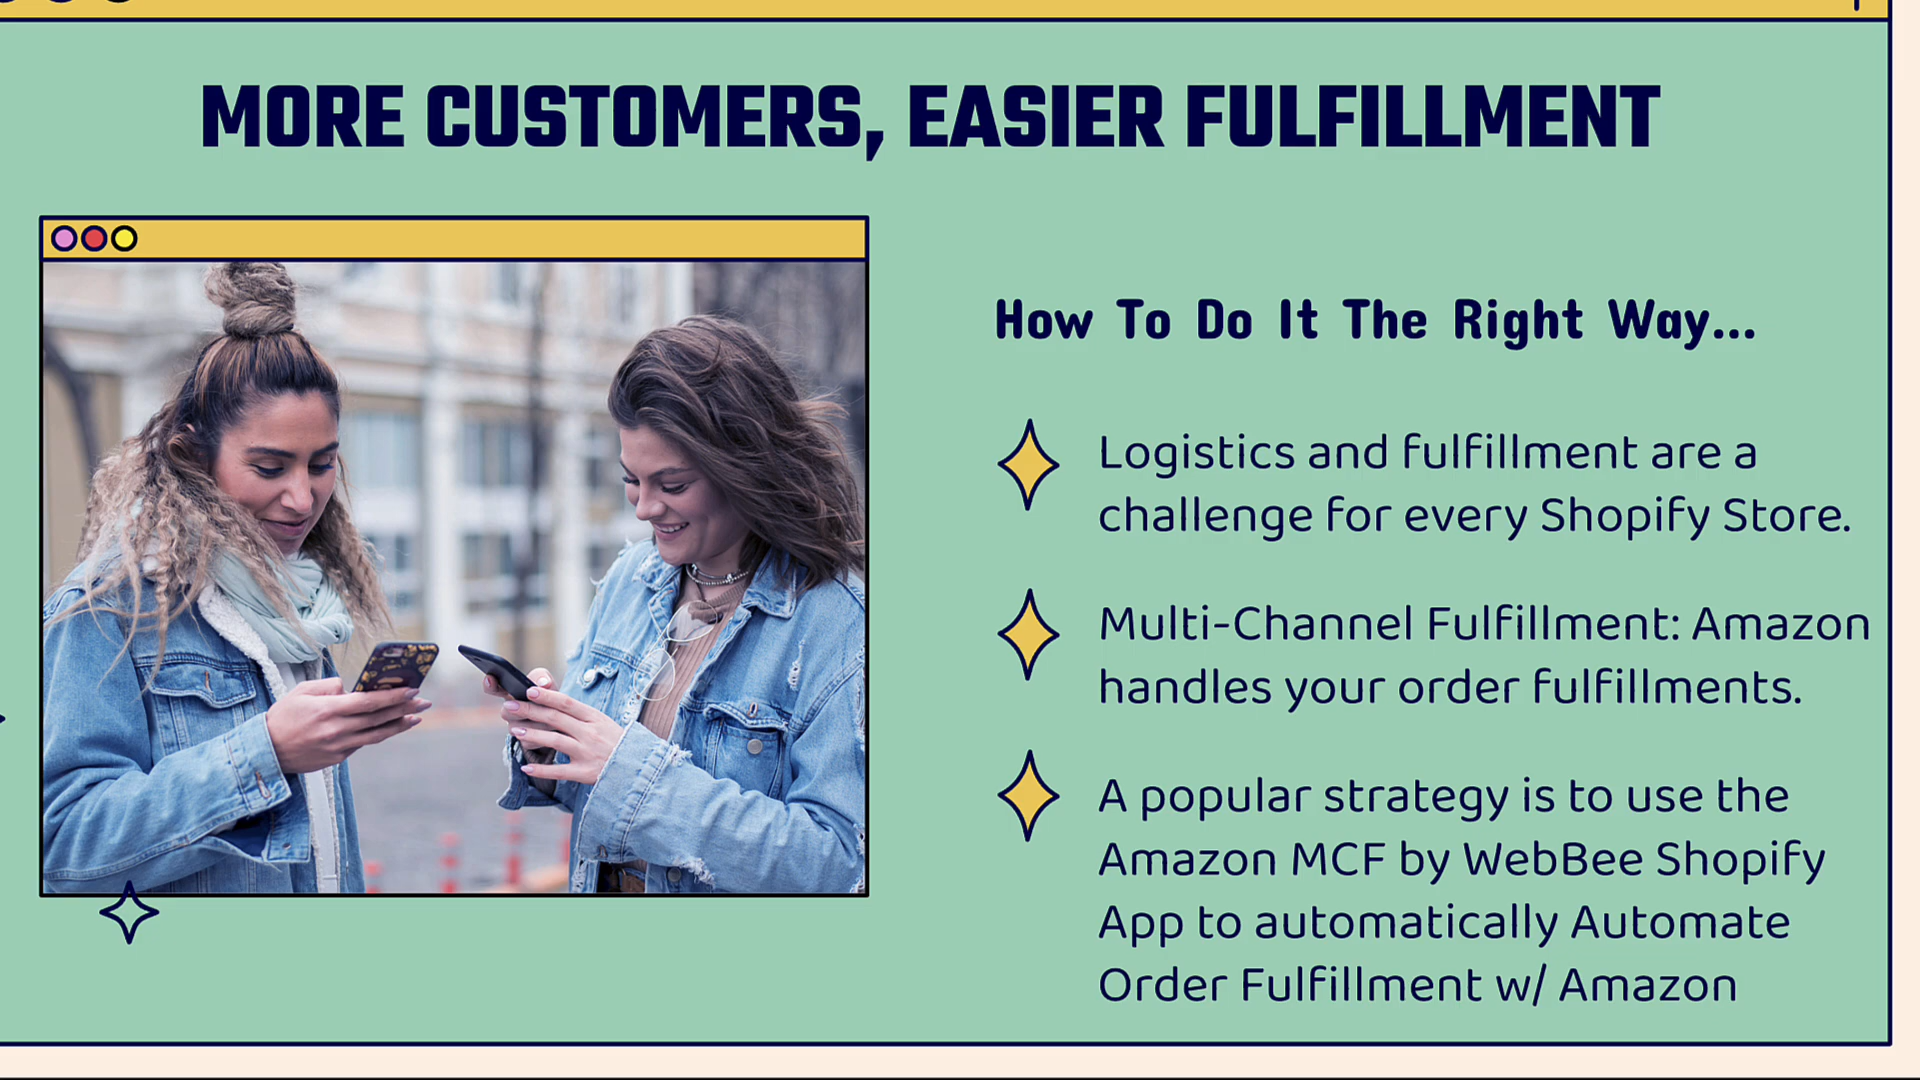 MORE CUSTOMERS, EASIER FULFILLMENT
How To Do It The Right Way...
Logistics and fulfillment are a
challenge for every Shopify Store.
Multi-Channel Fulfillment: Amazon
handles your order fulfillments.
A popular strategy is to use the
Amazon MCF by WebBee Shopify
App to automatically Automate
Order Fulfillment w/ Amazon